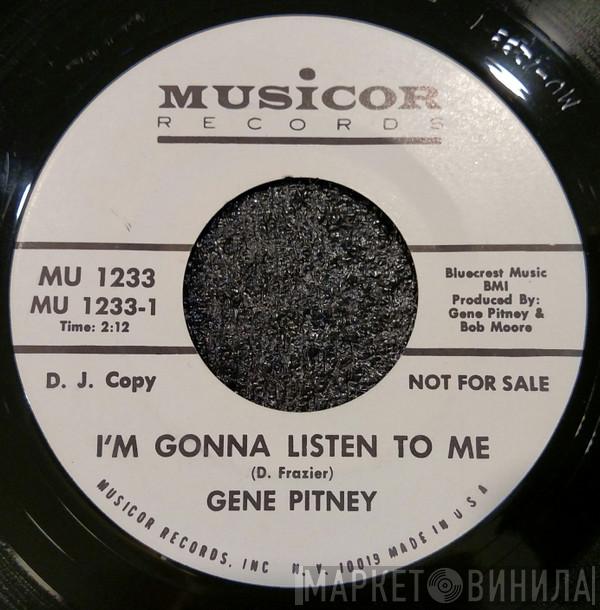 MUSICOR
RECORDS
MU 1233
MU 1233-1
Time: 2:12
Bluecrest Music
BMI
Produced By:
Gene Pitney &
Bob Moore
D. J. Copy
NOT FOR SALE
I'M GONNA LISTEN TO ME
(D. Frazier)
GENE PITNEY
MUSICOR RECORDS, INC N.Y. 10019 MADE IN USA
МАРКЕТ ВИНИЛА